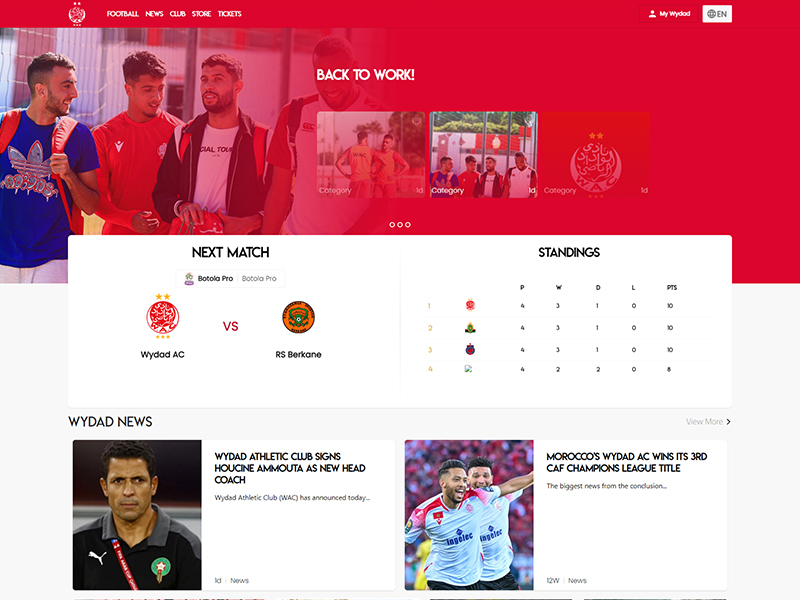 FOOTBALL NEWS CLUB STORE TICKETS
My Wydad
EN
BACK TO WORK!
Category 1d
Category 1d
Category 1d
NEXT MATCH
Botola Pro Botola Pro
VS
Wydad AC RS Berkane
STANDINGS
P W D L PTS
1 4 3 1 0 10
2 4 3 1 0 10
3 4 3 1 0 10
4 4 2 2 0 8
WYDAD NEWS
View More
WYDAD ATHLETIC CLUB SIGNS
HOUCINE AMMOUTA AS NEW HEAD
COACH
Wydad Athletic Club (WAC) has announced today...
1d News
MOROCCO'S WYDAD AC WINS ITS 3RD
CAF CHAMPIONS LEAGUE TITLE
The biggest news from the conclusion...
12W News
ingelec
ingelec
WAC